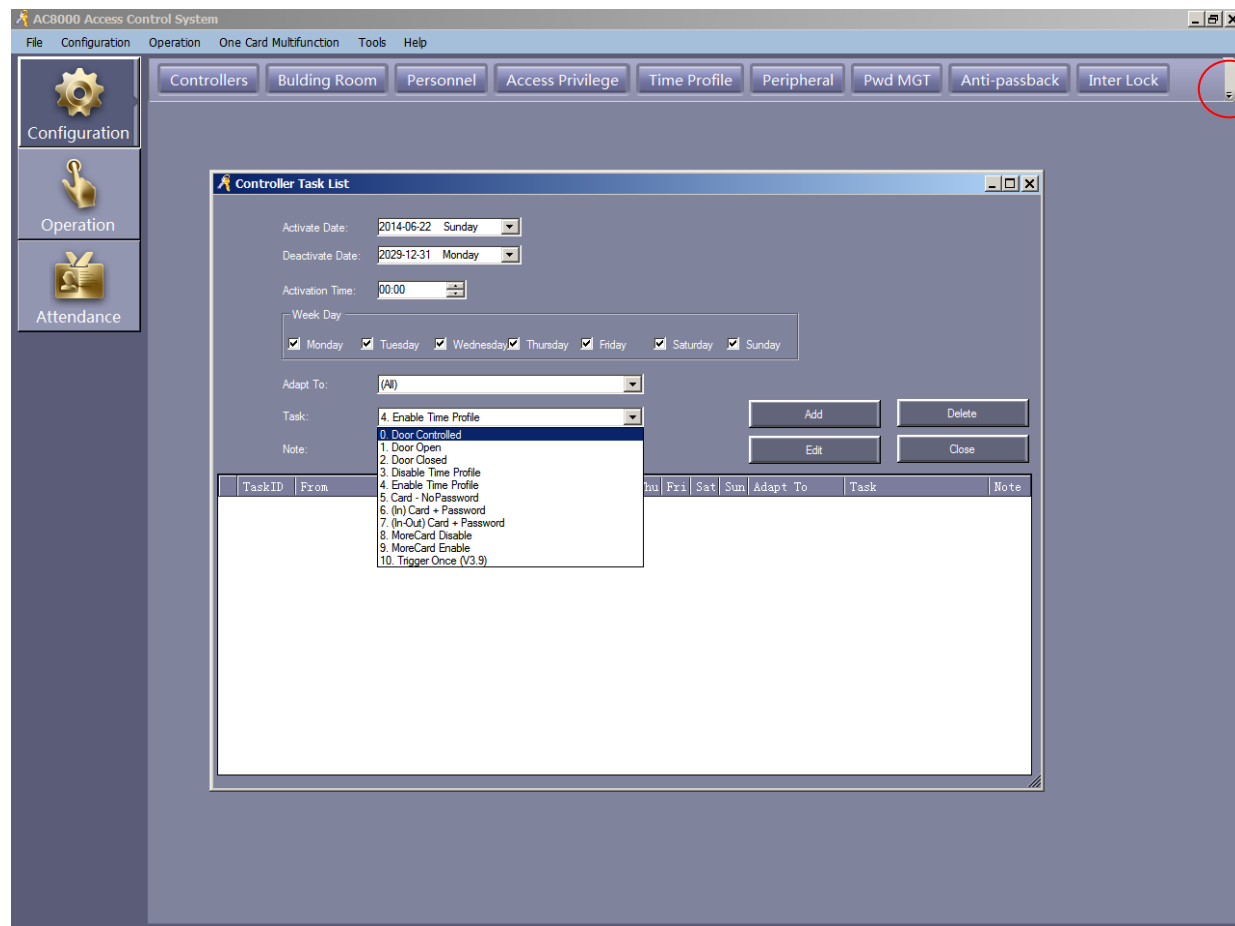 AC8000 Access Control System
File Configuration Operation One Card Multifunction Tools Help
Controllers Bulding Room Personnel Access Privilege Time Profile Peripheral Pwd MGT Anti-passback Inter Lock
Configuration
Operation
Attendance
Controller Task List
Activate Date: 2014-06-22 Sunday
Deactivate Date: 2029-12-31 Monday
Activation Time: 00:00
Week Day
Monday Tuesday Wednesday Thursday Friday Saturday Sunday
Adapt To: (All)
Task: 4. Enable Time Profile Add Delete
Note: Edit Close
0. Door Controlled
1. Door Open
2. Door Closed
3. Disable Time Profile
4. Enable Time Profile
5. Card - NoPassword
6. (In) Card + Password
7. (In-Out) Card + Password
8. MoreCard Disable
9. MoreCard Enable
10. Trigger Once (V3.9)
TaskID From hu Fri Sat Sun Adapt To Task Note